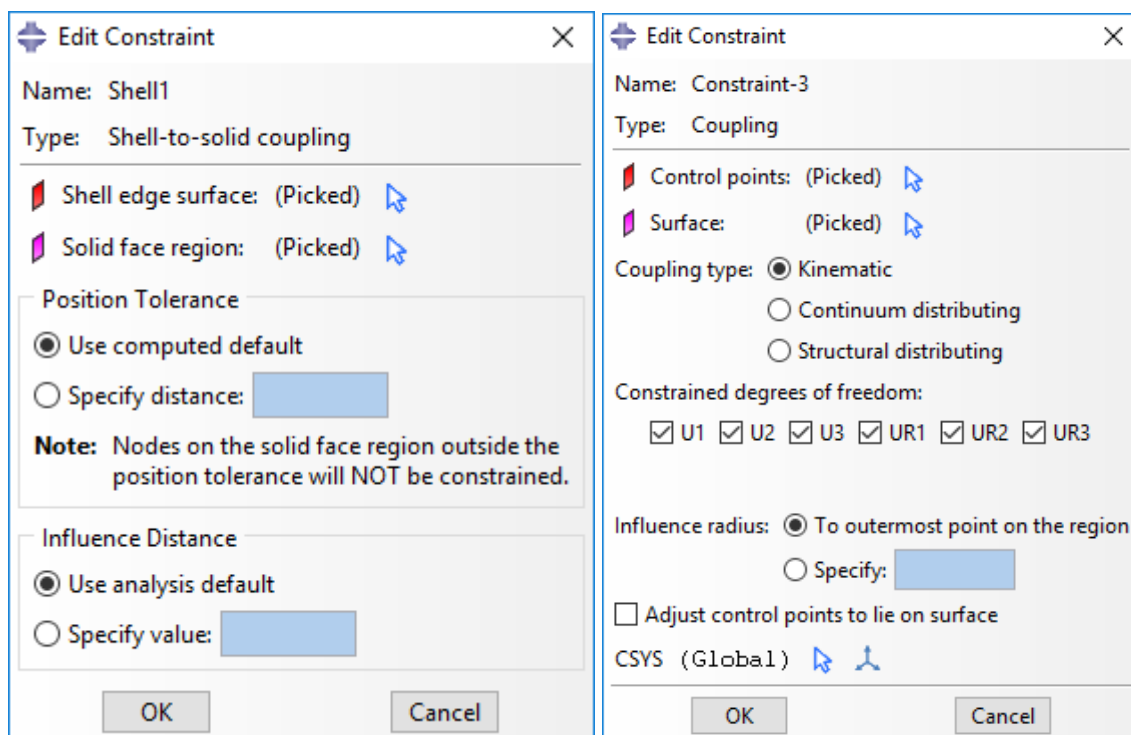 Edit Constraint
Name: Shell1
Type: Shell-to-solid coupling
Shell edge surface: (Picked)
Solid face region: (Picked)
Position Tolerance
Use computed default
Specify distance:
Note: Nodes on the solid face region outside the
position tolerance will NOT be constrained.
Influence Distance
Use analysis default
Specify value:
OK Cancel
Edit Constraint
Name: Constraint-3
Type: Coupling
Control points: (Picked)
Surface: (Picked)
Coupling type: Kinematic
Continuum distributing
Structural distributing
Constrained degrees of freedom:
U1 U2 U3 UR1 UR2 UR3
Influence radius: To outermost point on the region
Specify:
Adjust control points to lie on surface
CSYS (Global)
OK Cancel